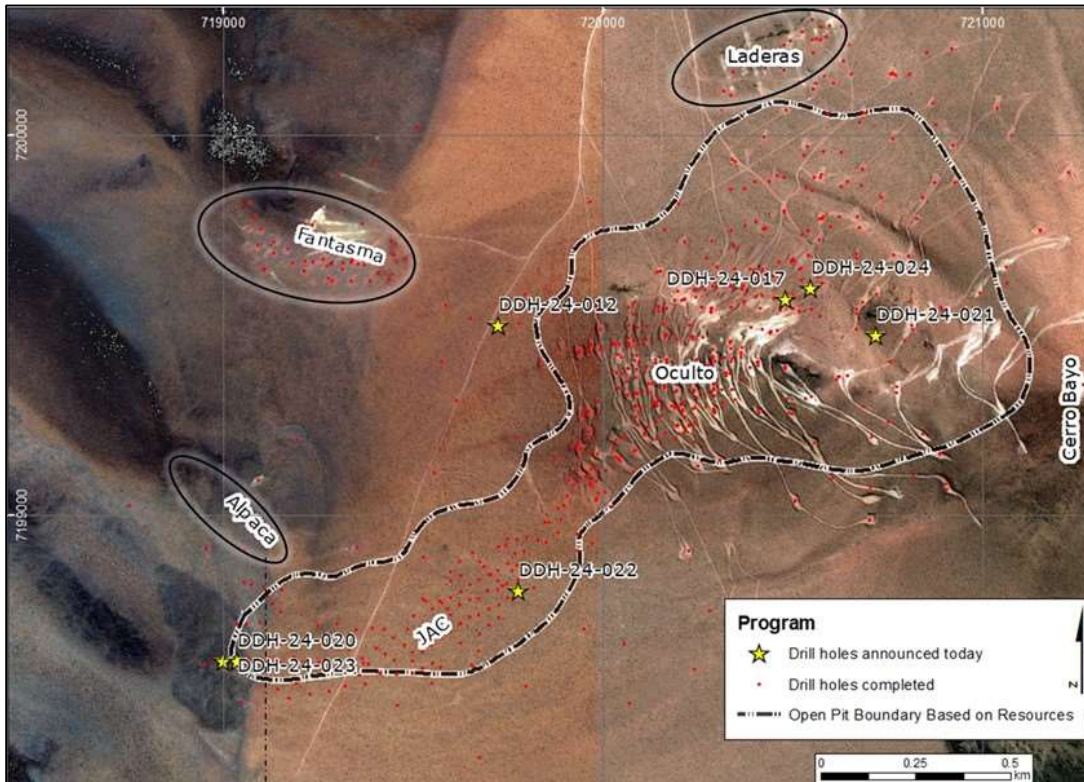 719000
720000
721000
7200000
7199000
Laderas
Fantasma
DDH-24-012
DDH-24-017
DDH-24-024
DDH-24-021
Oculto
Cerro Bayo
Alpaca
DDH-24-022
JAC
DDH-24-020
DDH-24-023
Program
Drill holes announced today
Drill holes completed
Open Pit Boundary Based on Resources
N
0 0.25 0.5
km